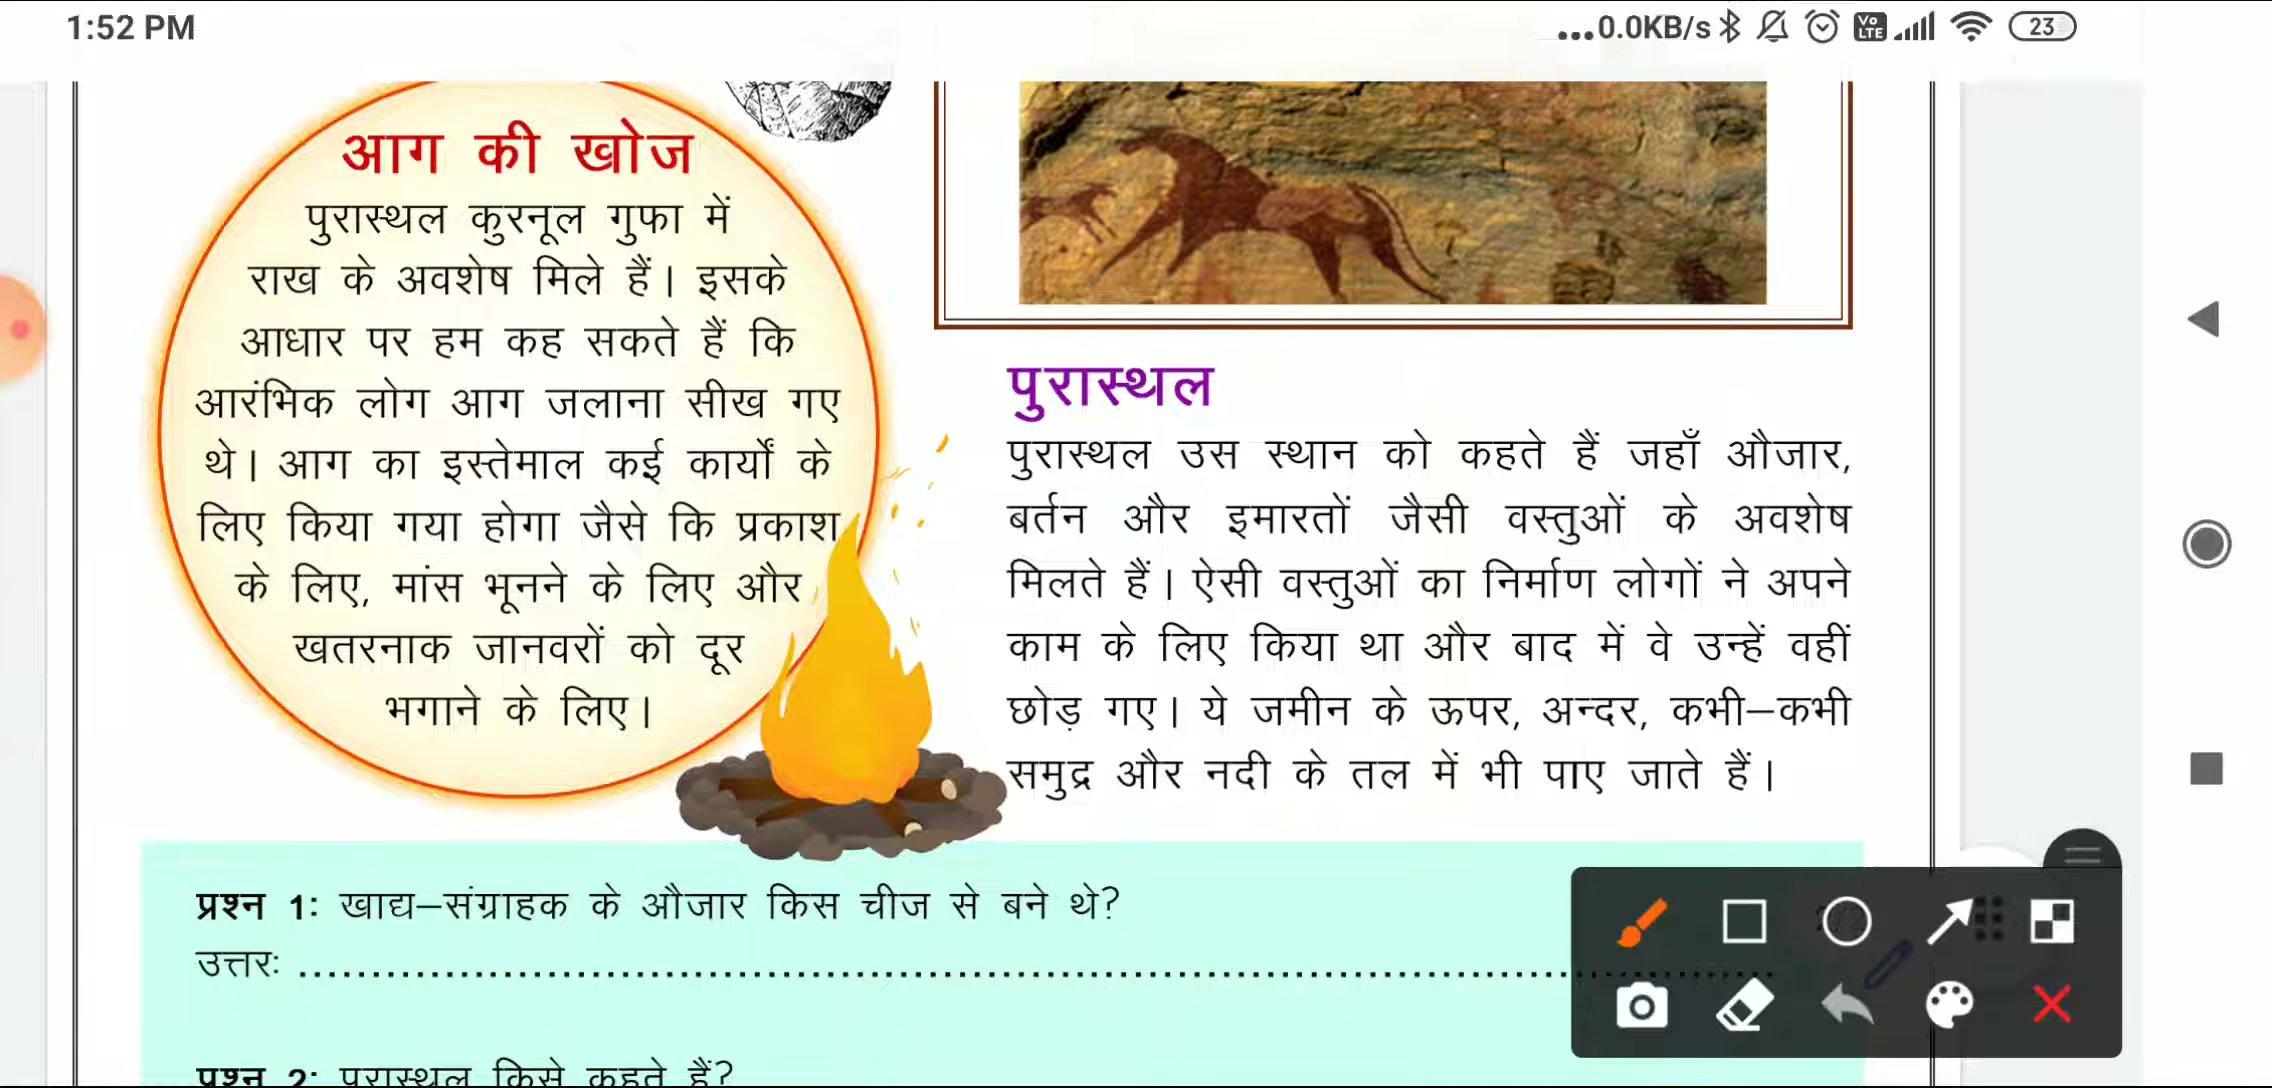 1:52 PM
...0.0KB/s
Vo LTE
23
आग की खोज
पुरास्थल कुरनूल गुफा में
राख के अवशेष मिले हैं। इसके
आधार पर हम कह सकते हैं कि
आरंभिक लोग आग जलाना सीख गए
थे। आग का इस्तेमाल कई कार्यों के
लिए किया गया होगा जैसे कि प्रकाश
के लिए, मांस भूनने के लिए और
खतरनाक जानवरों को दूर
भगाने के लिए।
पुरास्थल
पुरास्थल उस स्थान को कहते हैं जहाँ औजार,
बर्तन और इमारतों जैसी वस्तुओं के अवशेष
मिलते हैं। ऐसी वस्तुओं का निर्माण लोगों ने अपने
काम के लिए किया था और बाद में वे उन्हें वहीं
छोड़ गए। ये जमीन के ऊपर, अन्दर, कभी–कभी
समुद्र और नदी के तल में भी पाए जाते हैं।
प्रश्न 1: खाद्य–संग्राहक के औजार किस चीज से बने थे?
उत्तर: ........................................................................
प्रश्न 2: पुरास्थल किसे कहते हैं?